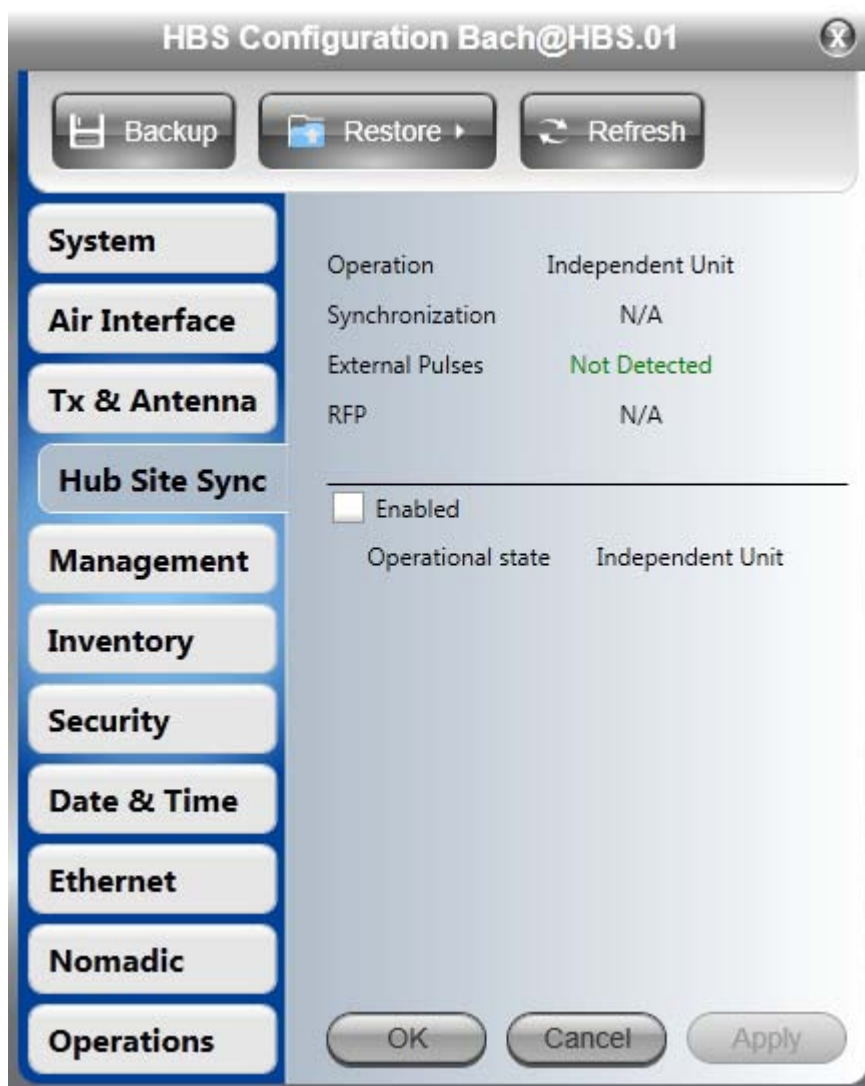 HBS Configuration Bach@HBS.01
X
Backup
Restore
Refresh
System
Air Interface
Tx & Antenna
Hub Site Sync
Management
Inventory
Security
Date & Time
Ethernet
Nomadic
Operations
Operation Independent Unit
Synchronization N/A
External Pulses Not Detected
RFP N/A
Enabled
Operational state Independent Unit
OK
Cancel
Apply